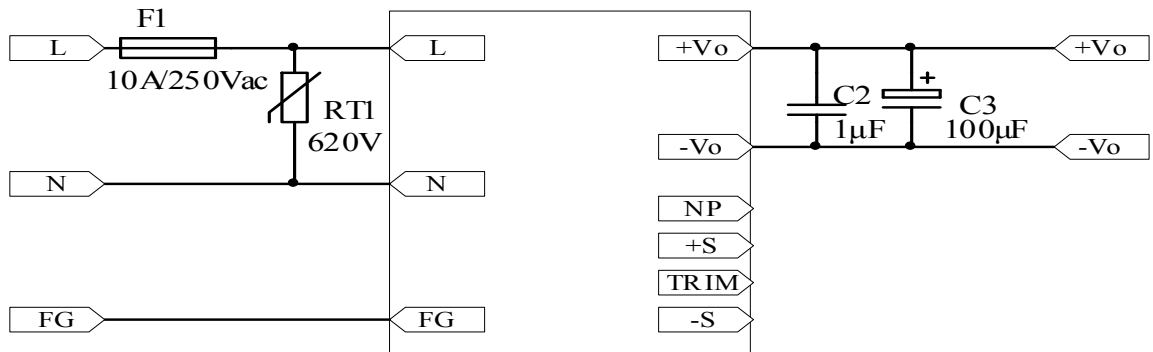 F1
L
L
+Vo
+Vo
10A/250Vac
RT1
620V
C2
1μF
+
C3
100μF
-Vo
-Vo
N
N
NP
+S
TRIM
-S
FG
FG